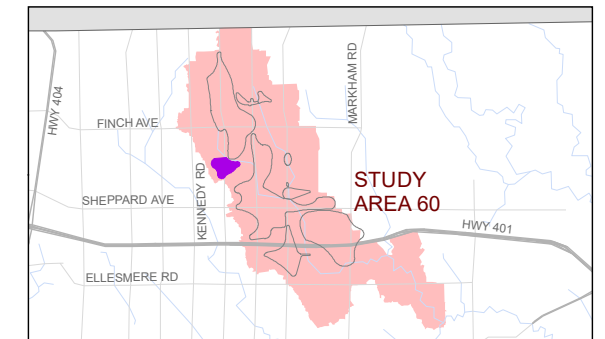 HWY 404
MARKHAM RD
FINCH AVE
KENNEDY RD
STUDY
AREA 60
SHEPPARD AVE
HWY 401
ELLESMERE RD